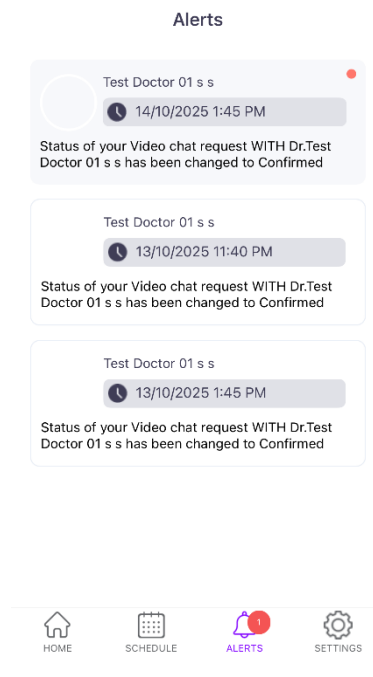 Alerts
Test Doctor 01 s s
14/10/2025 1:45 PM
Status of your Video chat request WITH Dr.Test
Doctor 01 s s has been changed to Confirmed
Test Doctor 01 s s
13/10/2025 11:40 PM
Status of your Video chat request WITH Dr.Test
Doctor 01 s s has been changed to Confirmed
Test Doctor 01 s s
13/10/2025 1:45 PM
Status of your Video chat request WITH Dr.Test
Doctor 01 s s has been changed to Confirmed
1
HOME SCHEDULE ALERTS SETTINGS